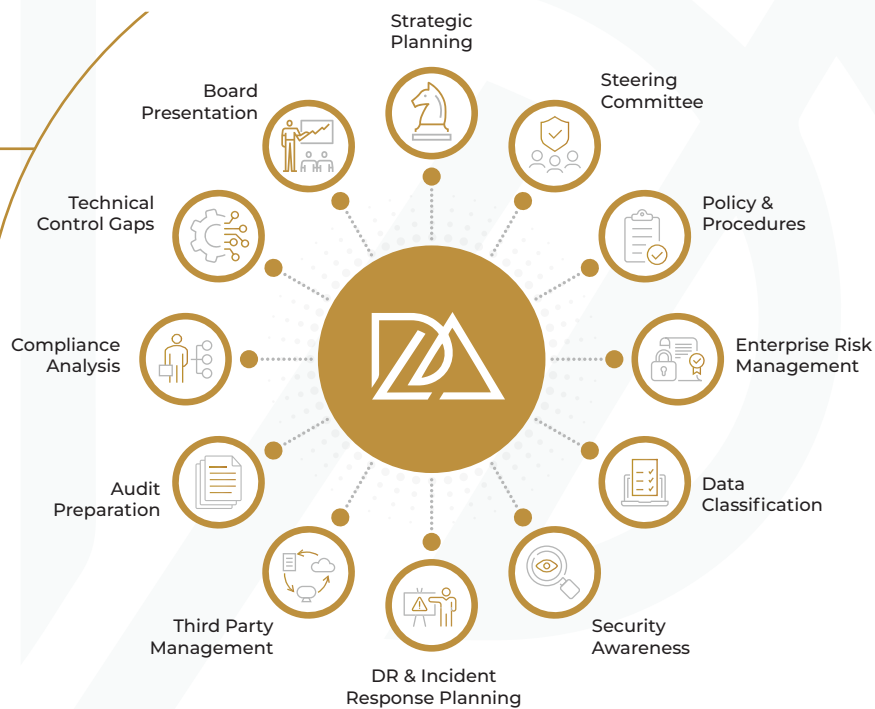 Strategic
Planning
Steering
Committee
Policy &
Procedures
Enterprise Risk
Management
Data
Classification
Security
Awareness
DR & Incident
Response Planning
Third Party
Management
Audit
Preparation
Compliance
Analysis
Technical
Control Gaps
Board
Presentation
DA